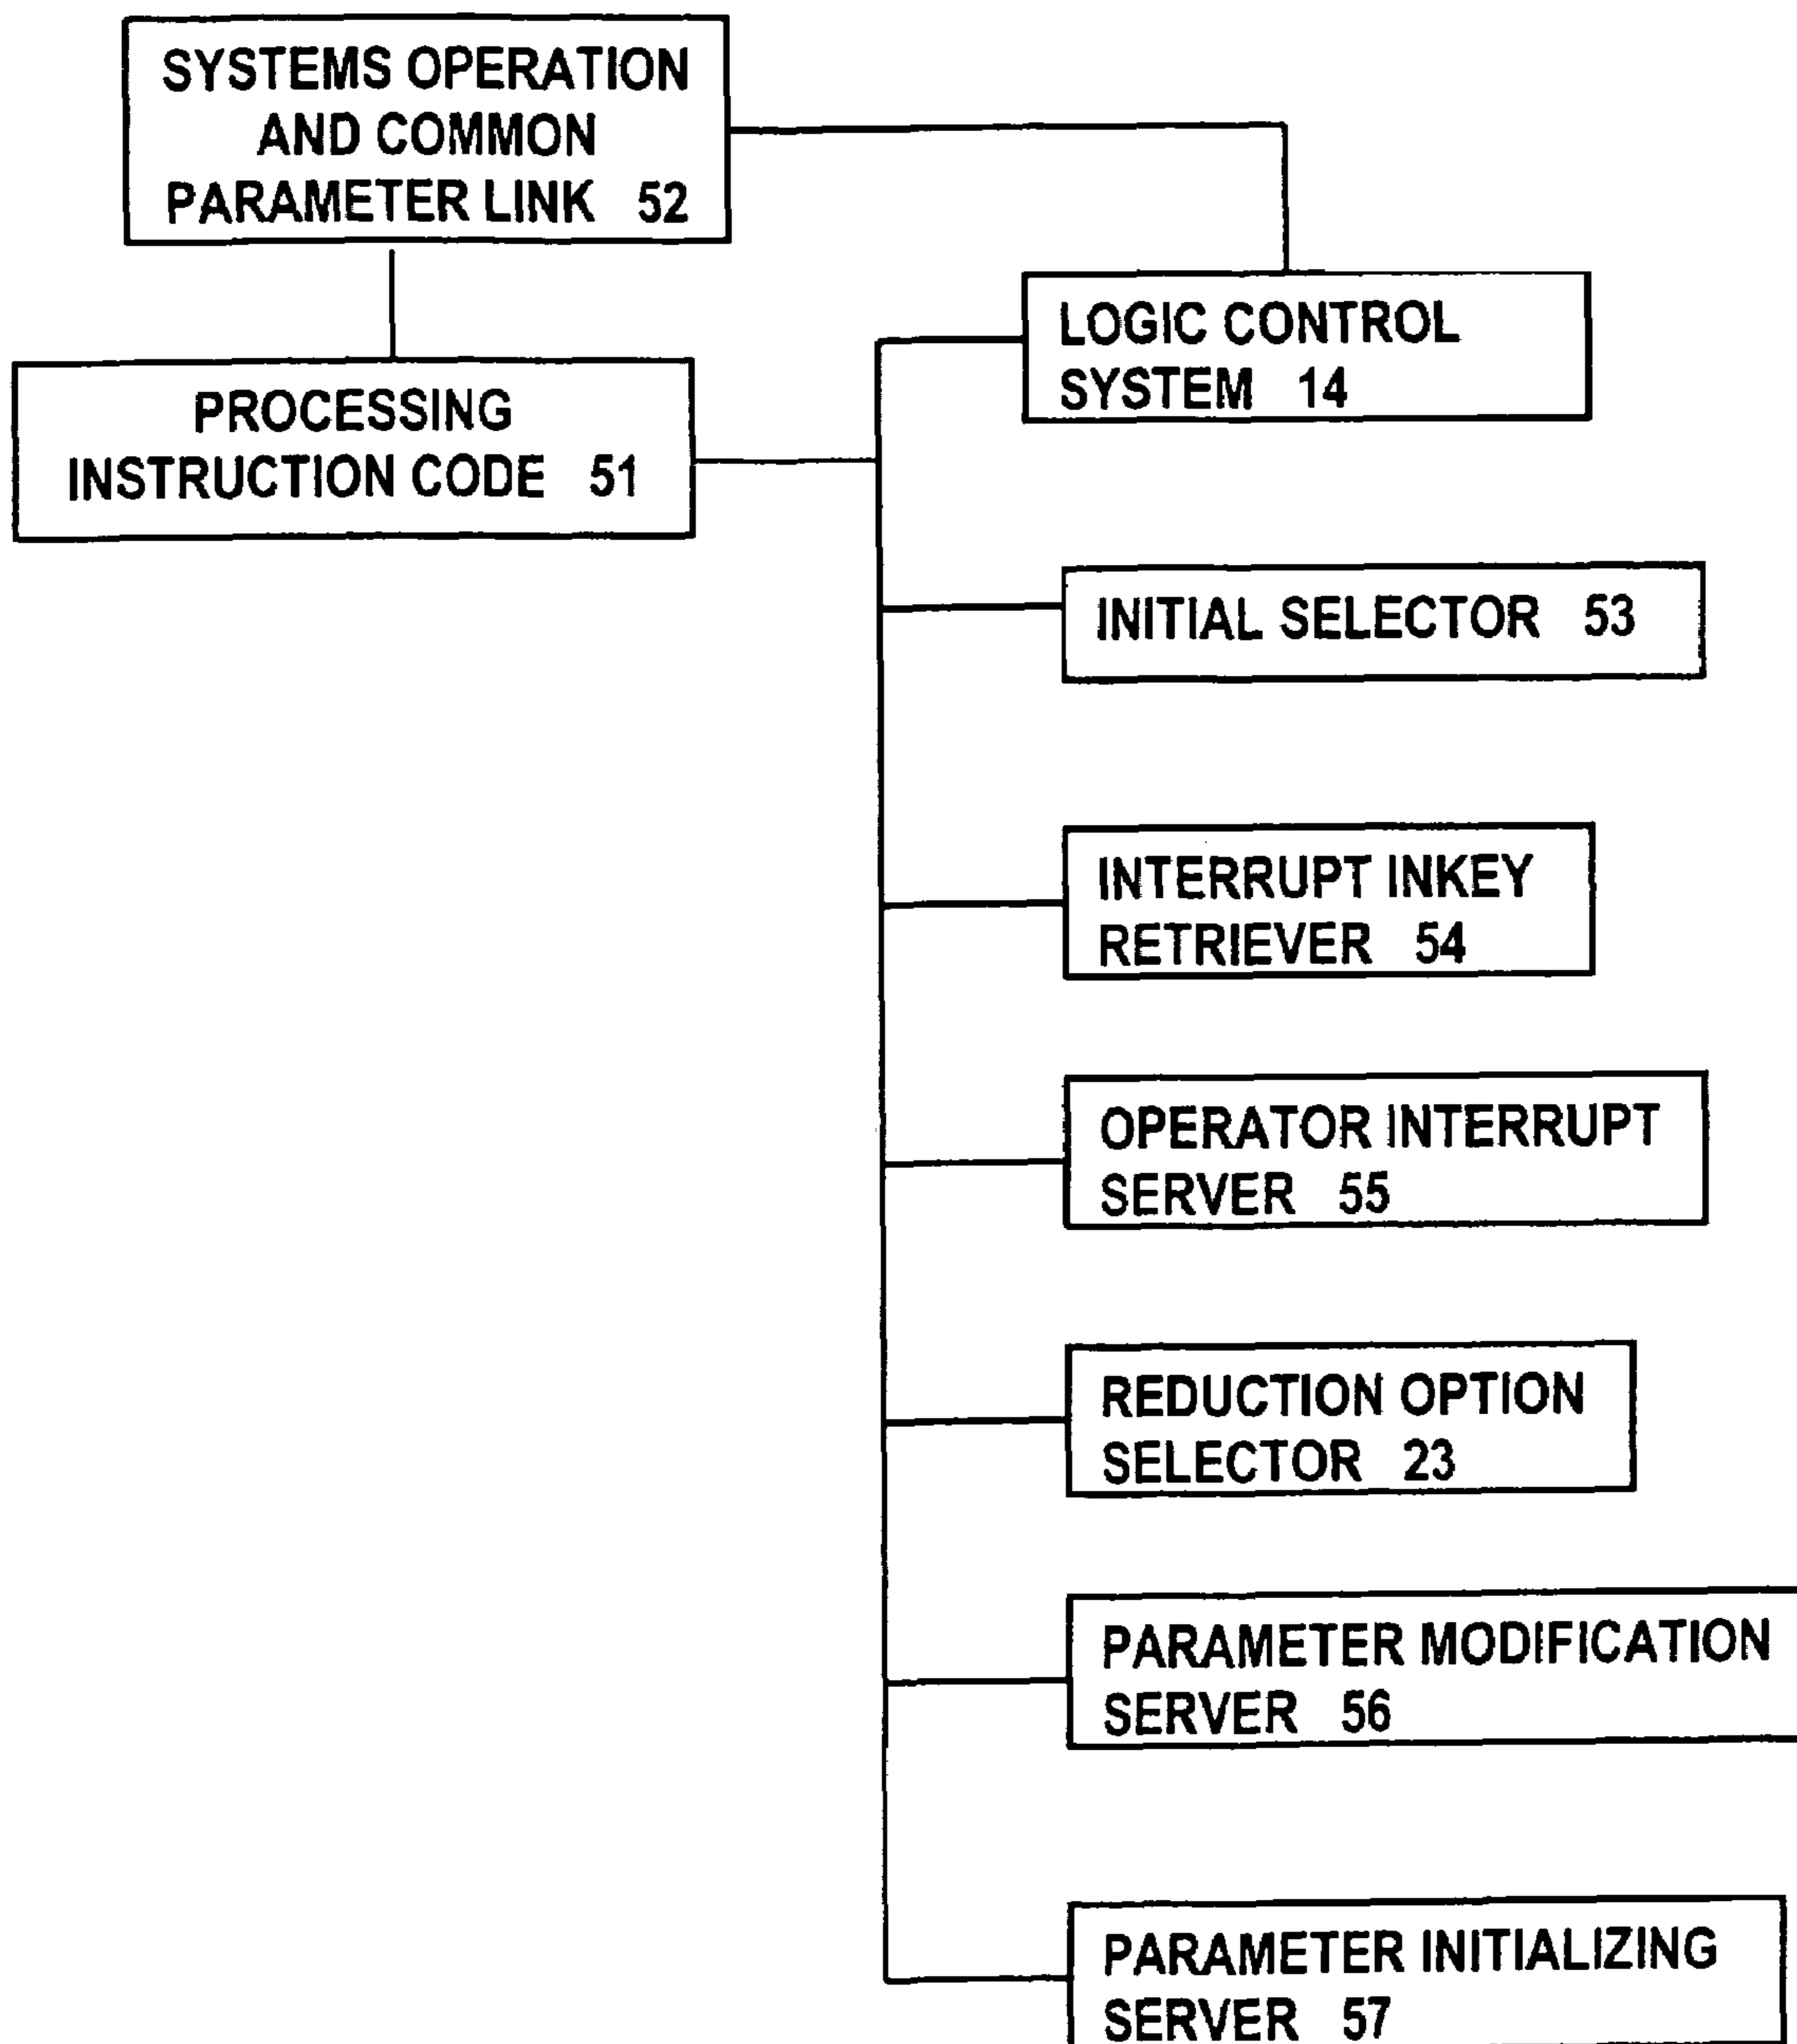 SYSTEMS OPERATION
AND COMMON
PARAMETER LINK 52
PROCESSING
INSTRUCTION CODE 51
LOGIC CONTROL
SYSTEM 14
INITIAL SELECTOR 53
INTERRUPT INKEY
RETRIEVER 54
OPERATOR INTERRUPT
SERVER 55
REDUCTION OPTION
SELECTOR 23
PARAMETER MODIFICATION
SERVER 56
PARAMETER INITIALIZING
SERVER 57